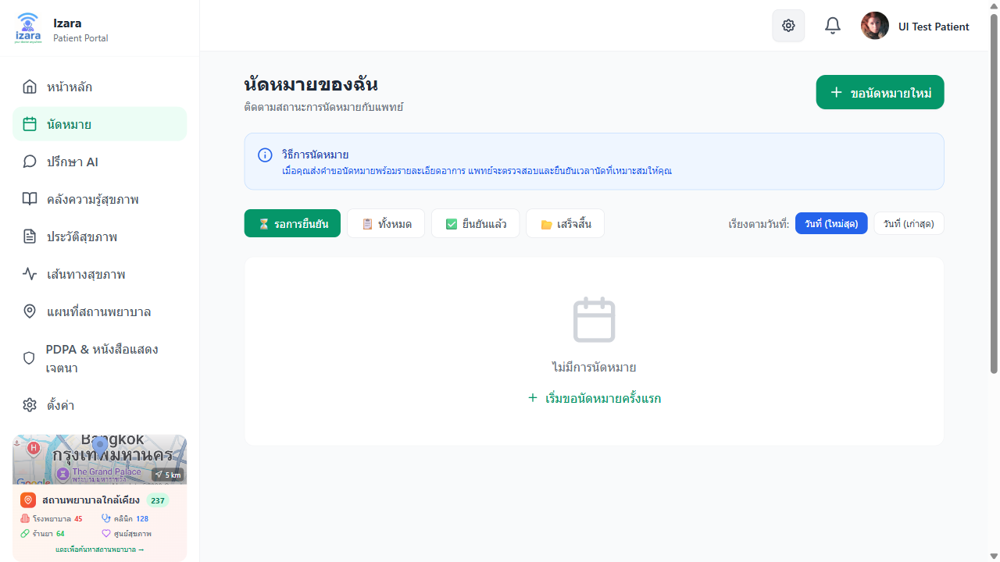 izara
Izara
Patient Portal
หน้าหลัก
นัดหมาย
ปรึกษา AI
คลังความรู้สุขภาพ
ประวัติสุขภาพ
เส้นทางสุขภาพ
แผนที่สถานพยาบาล
PDPA & หนังสือแสดง
เจตนา
ตั้งค่า
Bangkok
กรุงเทพมหานคร
H
The Grand Palace
พระบรมมหาราชวัง
Google
5 km
สถานพยาบาลใกล้เคียง 237
โรงพยาบาล 45
คลินิก 128
ร้านยา 64
ศูนย์สุขภาพ
แตะเพื่อค้นหาสถานพยาบาล →
UI Test Patient
นัดหมายของฉัน
ติดตามสถานะการนัดหมายกับแพทย์
ขอนัดหมายใหม่
วิธีการนัดหมาย
เมื่อคุณส่งคำขอนัดหมายพร้อมรายละเอียดอาการ แพทย์จะตรวจสอบและยืนยันเวลานัดที่เหมาะสมให้คุณ
รอการยืนยัน
ทั้งหมด
ยืนยันแล้ว
เสร็จสิ้น
เรียงตามวันที่:
วันที่ (ใหม่สุด)
วันที่ (เก่าสุด)
ไม่มีการนัดหมาย
เริ่มขอนัดหมายครั้งแรก